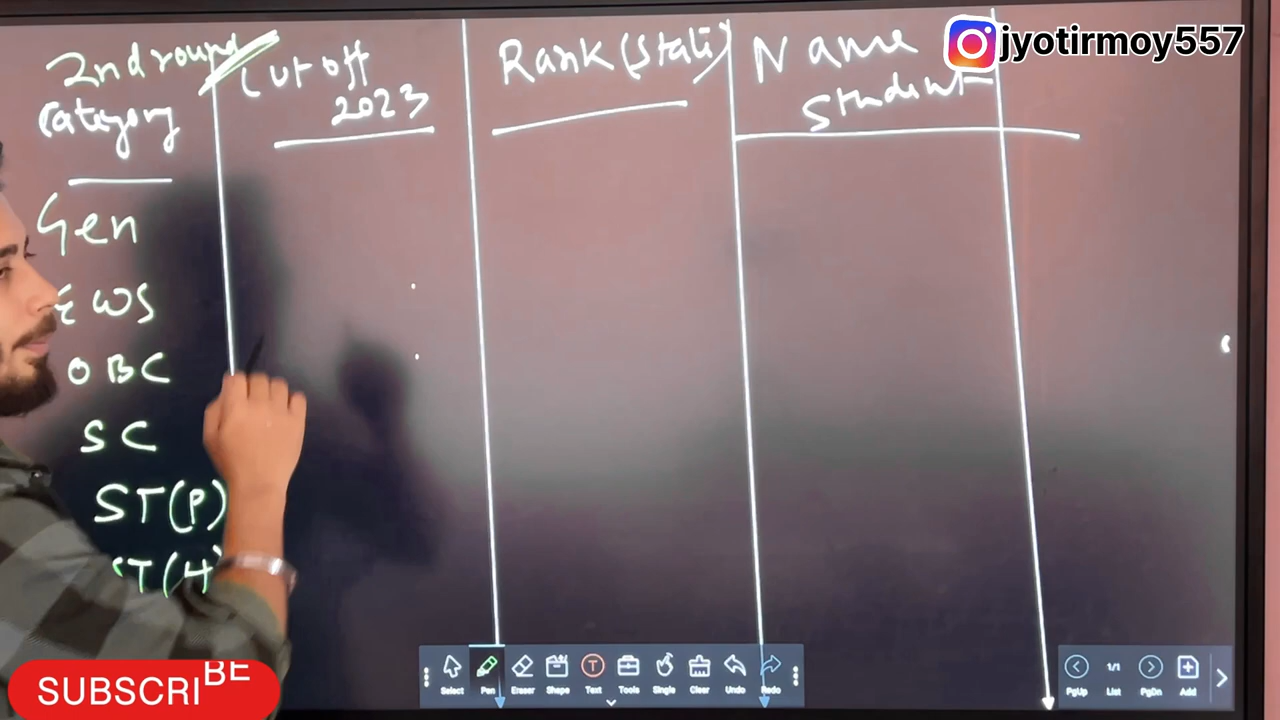 2nd round
Category
Cut off
2023
Rank (State)
Name
Student
jyotirmoy557
Gen
EWS
OBC
SC
ST(P)
ST(H)
SUBSCRIBE
Select
Pen
Eraser
Shape
Text
Tools
Single
Clear
Undo
Redo
PgUp
1/1
List
PgDn
Add